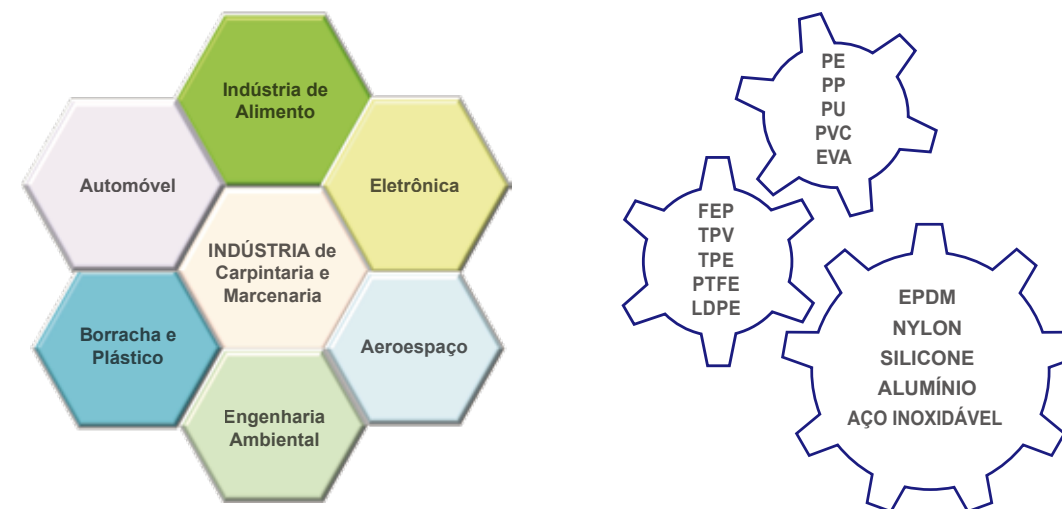 Indústria de
Alimento
Automóvel
Eletrônica
INDÚSTRIA de
Carpintaria e
Marcenaria
Borracha e
Plástico
Aeroespaço
Engenharia
Ambiental
PE
PP
PU
PVC
EVA
FEP
TPV
TPE
PTFE
LDPE
EPDM
NYLON
SILICONE
ALUMÍNIO
AÇO INOXIDÁVEL